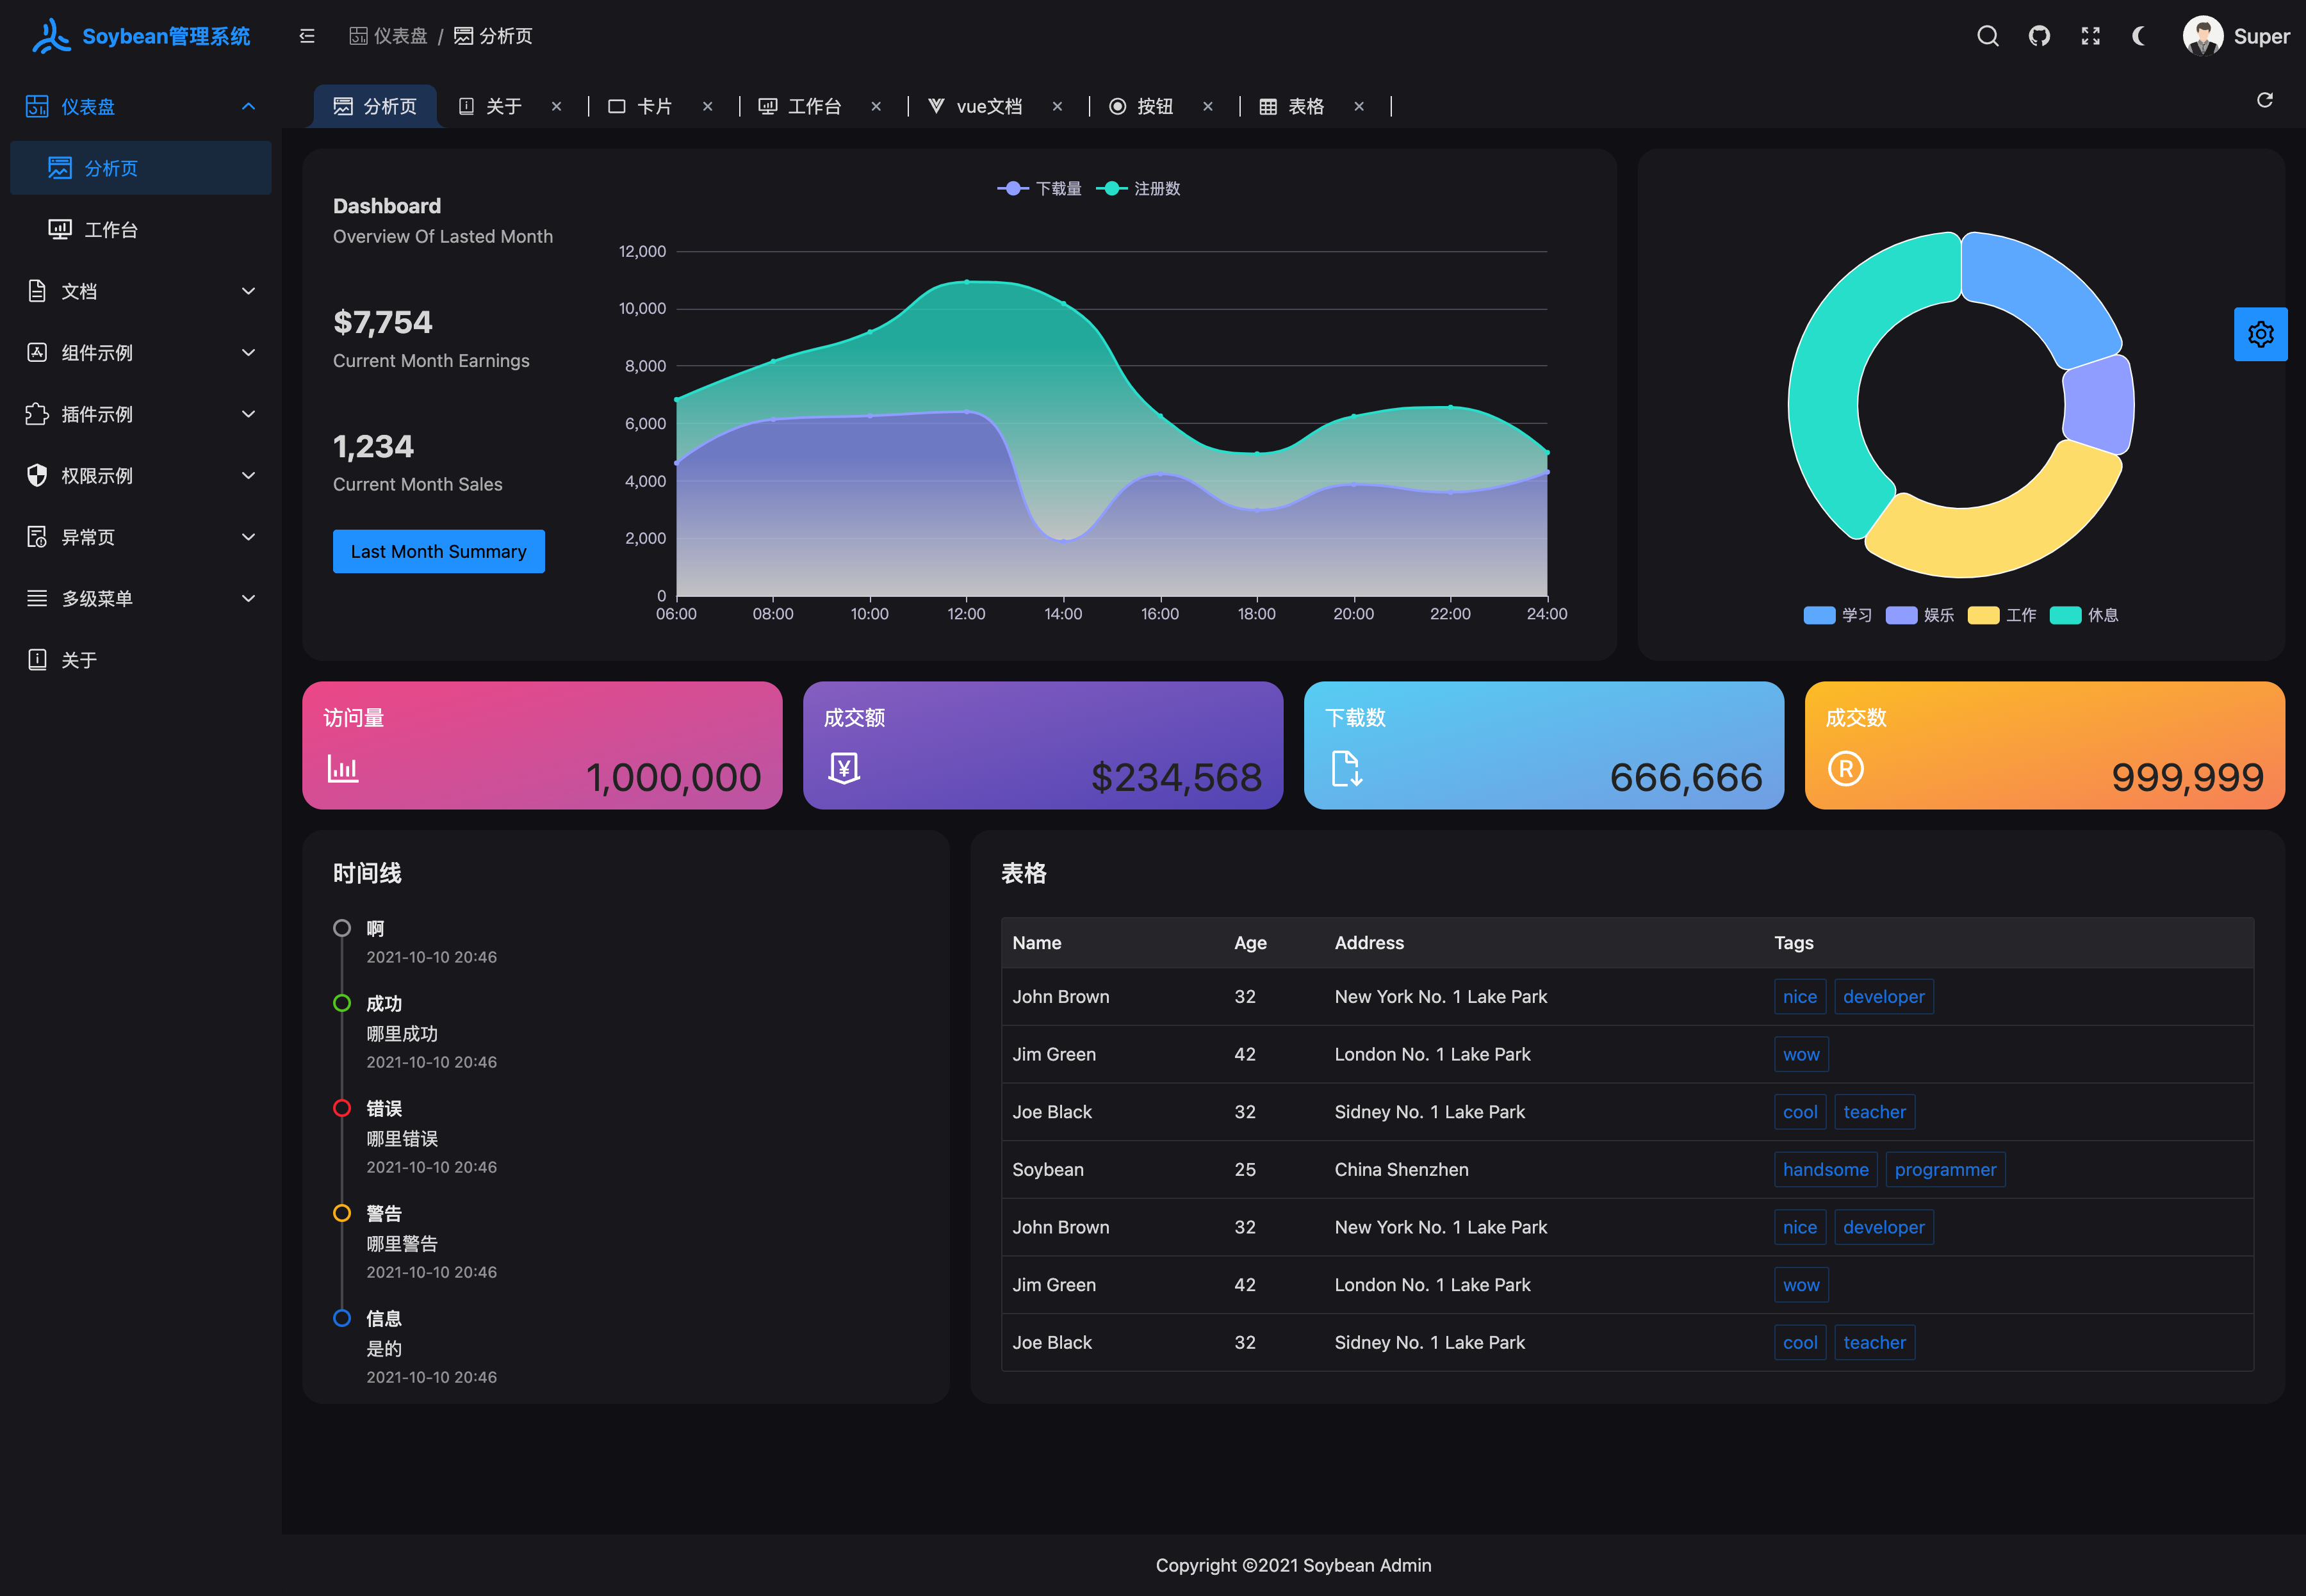 Soybean管理系统
仪表盘 / 分析页
Super
仪表盘
分析页
工作台
文档
组件示例
插件示例
权限示例
异常页
多级菜单
关于
分析页 关于 卡片 工作台 vue文档 按钮 表格
Dashboard
Overview Of Lasted Month
$7,754
Current Month Earnings
1,234
Current Month Sales
Last Month Summary
下载量 注册数
12,000
10,000
8,000
6,000
4,000
2,000
0
06:00 08:00 10:00 12:00 14:00 16:00 18:00 20:00 22:00 24:00
学习 娱乐 工作 休息
访问量
1,000,000
成交额
¥
$234,568
下载数
666,666
成交数
R
999,999
时间线
啊
2021-10-10 20:46
成功
哪里成功
2021-10-10 20:46
错误
哪里错误
2021-10-10 20:46
警告
哪里警告
2021-10-10 20:46
信息
是的
2021-10-10 20:46
表格
Name Age Address Tags
John Brown 32 New York No. 1 Lake Park nice developer
Jim Green 42 London No. 1 Lake Park wow
Joe Black 32 Sidney No. 1 Lake Park cool teacher
Soybean 25 China Shenzhen handsome programmer
John Brown 32 New York No. 1 Lake Park nice developer
Jim Green 42 London No. 1 Lake Park wow
Joe Black 32 Sidney No. 1 Lake Park cool teacher
Copyright ©2021 Soybean Admin